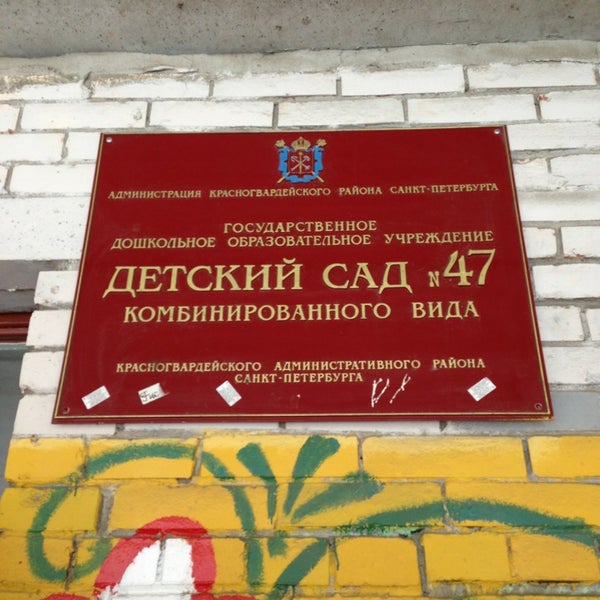 АДМИНИСТРАЦИЯ КРАСНОГВАРДЕЙСКОГО РАЙОНА САНКТ-ПЕТЕРБУРГА
ГОСУДАРСТВЕННОЕ
ДОШКОЛЬНОЕ ОБРАЗОВАТЕЛЬНОЕ УЧРЕЖДЕНИЕ
ДЕТСКИЙ САД №47
КОМБИНИРОВАННОГО ВИДА
КРАСНОГВАРДЕЙСКОГО АДМИНИСТРАТИВНОГО РАЙОНА
САНКТ-ПЕТЕРБУРГА